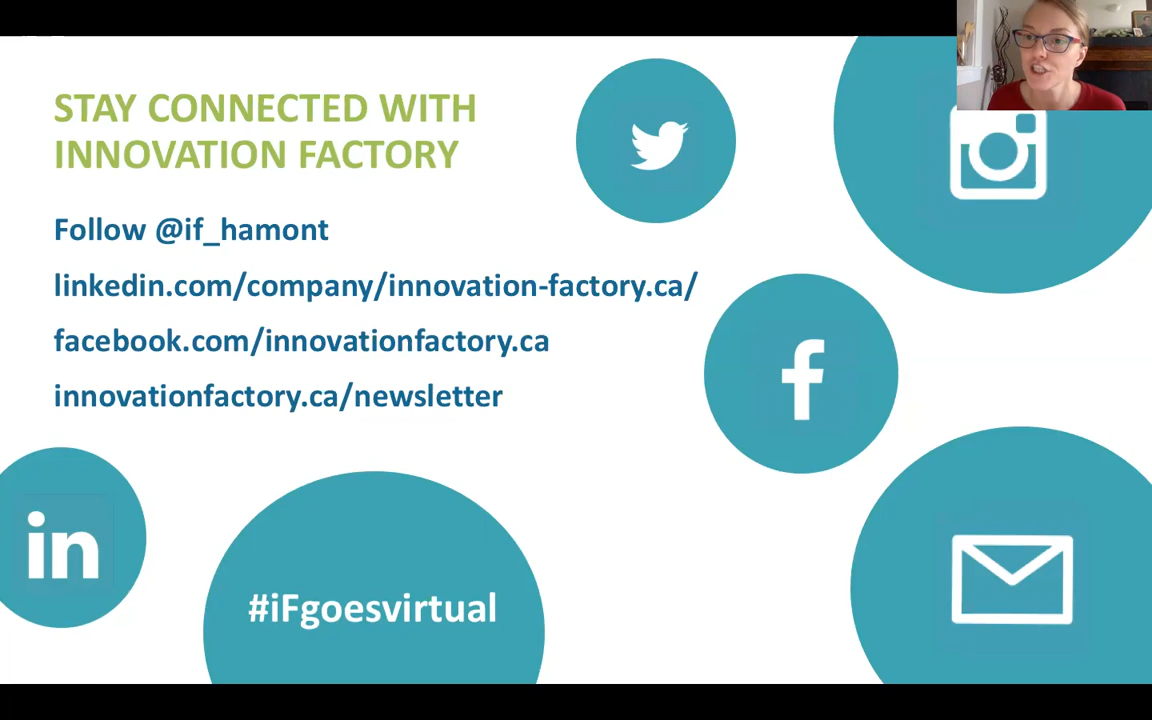 STAY CONNECTED WITH
INNOVATION FACTORY
Follow @if_hamont
linkedin.com/company/innovation-factory.ca/
facebook.com/innovationfactory.ca
innovationfactory.ca/newsletter
in
#iFgoesvirtual